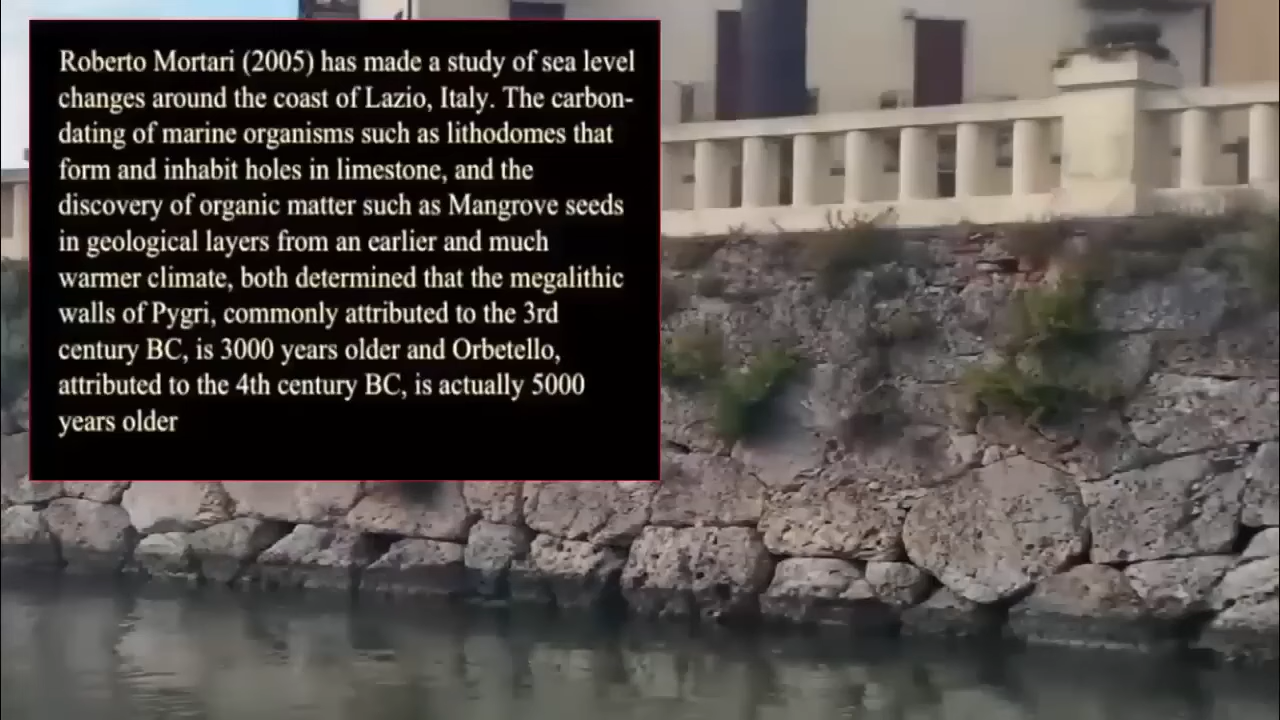 Roberto Mortari (2005) has made a study of sea level
changes around the coast of Lazio, Italy. The carbon-
dating of marine organisms such as lithodomes that
form and inhabit holes in limestone, and the
discovery of organic matter such as Mangrove seeds
in geological layers from an earlier and much
warmer climate, both determined that the megalithic
walls of Pygri, commonly attributed to the 3rd
century BC, is 3000 years older and Orbetello,
attributed to the 4th century BC, is actually 5000
years older